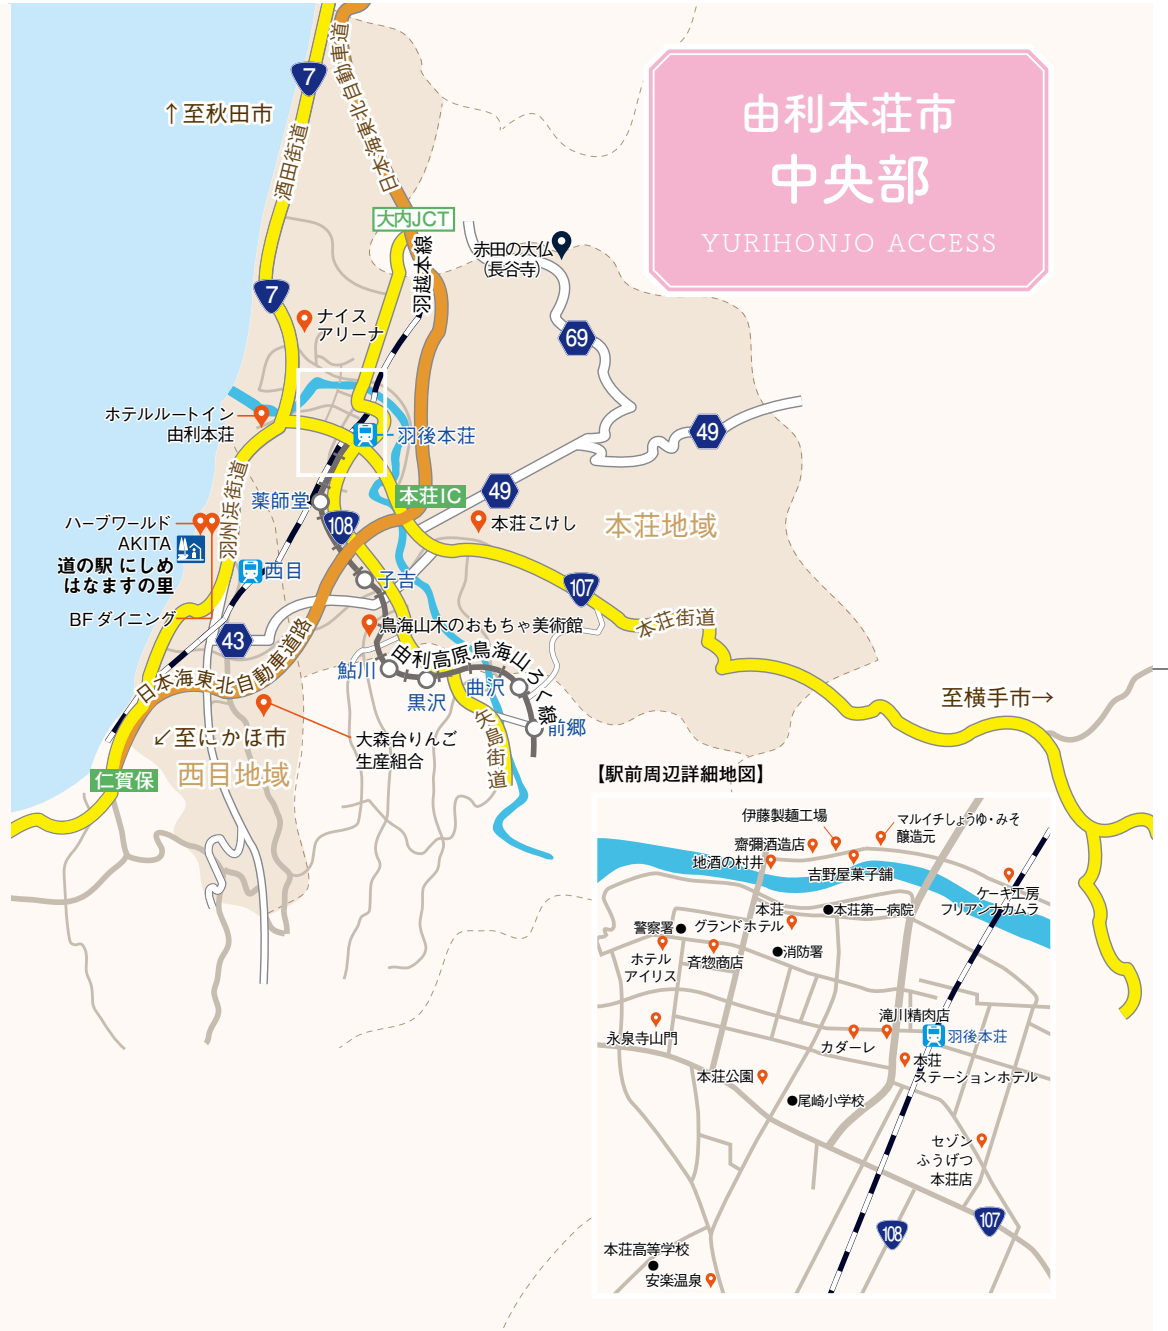 由利本荘市
中央部
YURIHONJO ACCESS
7
↑至秋田市
酒田街道
日本海東北自動車道
大内JCT
羽越本線
赤田の大仏
(長谷寺)
7
ナイス
アリーナ
69
49
ホテルルートイン
由利本荘
羽後本荘
羽州浜街道
薬師堂
本荘IC
49
本荘こけし
本荘地域
108
ハーブワールド
AKITA
道の駅 にしめ
はなますの里
西目
子吉
107
BF ダイニング
43
鳥海山木のおもちゃ美術館
本荘街道
日本海東北自動車道路
鮎川
由利高原鳥海山ろく線
黒沢
曲沢
前郷
矢島街道
至横手市→
↙至にかほ市
大森台りんご
生産組合
西目地域
仁賀保
【駅前周辺詳細地図】
伊藤製麺工場
マルイチしょうゆ・みそ
醸造元
齋彌酒造店
地酒の村井
吉野屋菓子舗
ケーキ工房
フリアンナカムラ
本荘
グランドホテル
本荘第一病院
警察署
消防署
ホテル
アイリス
斉惣商店
滝川精肉店
永泉寺山門
カダーレ
羽後本荘
本荘
ステーションホテル
本荘公園
尾崎小学校
セゾン
ふうげつ
本荘店
108
107
本荘高等学校
安楽温泉